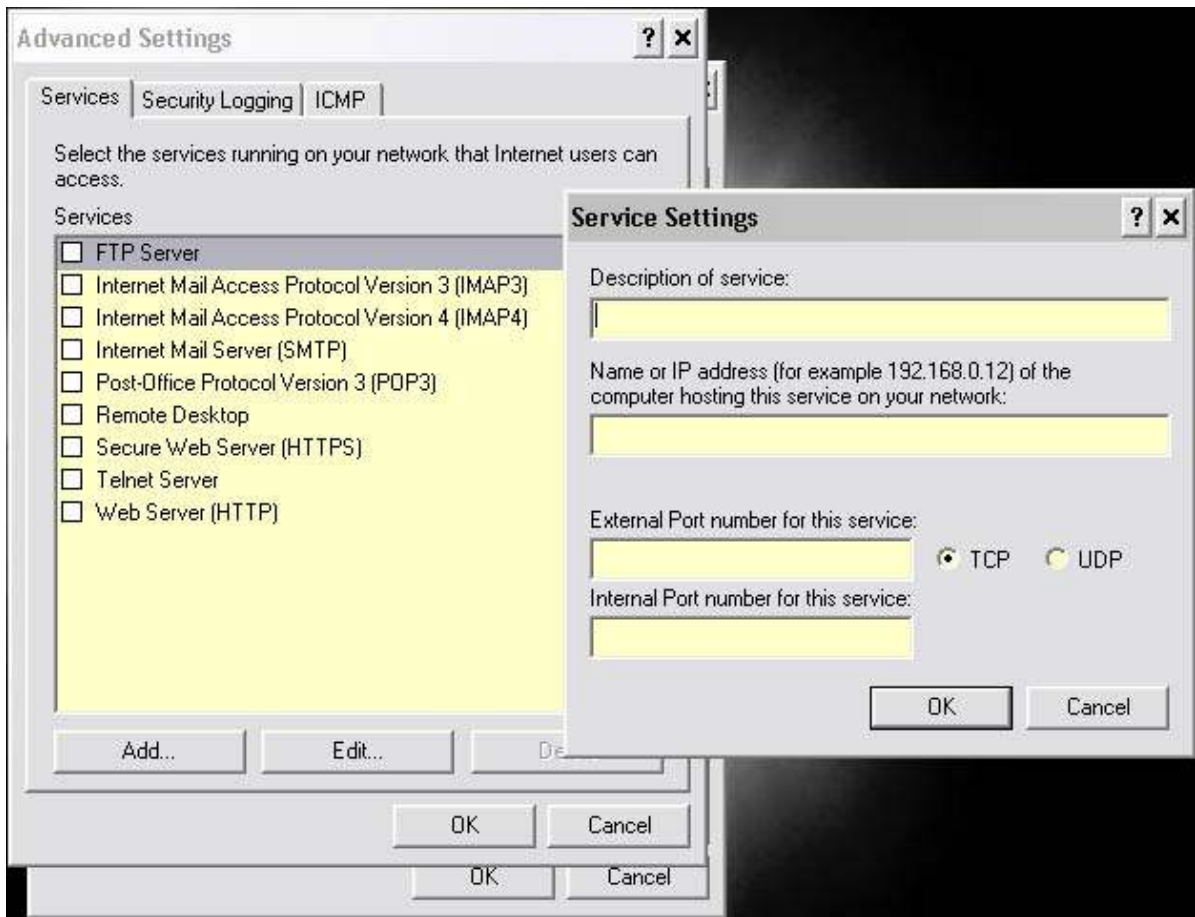 Advanced Settings
Services
Security Logging
ICMP
Select the services running on your network that Internet users can
access.
Services
FTP Server
Internet Mail Access Protocol Version 3 (IMAP3)
Internet Mail Access Protocol Version 4 (IMAP4)
Internet Mail Server (SMTP)
Post-Office Protocol Version 3 (POP3)
Remote Desktop
Secure Web Server (HTTPS)
Telnet Server
Web Server (HTTP)
Add...
Edit...
OK
Cancel
OK
Cancel
Service Settings
Description of service:
Name or IP address (for example 192.168.0.12) of the
computer hosting this service on your network:
External Port number for this service:
TCP
UDP
Internal Port number for this service:
OK
Cancel